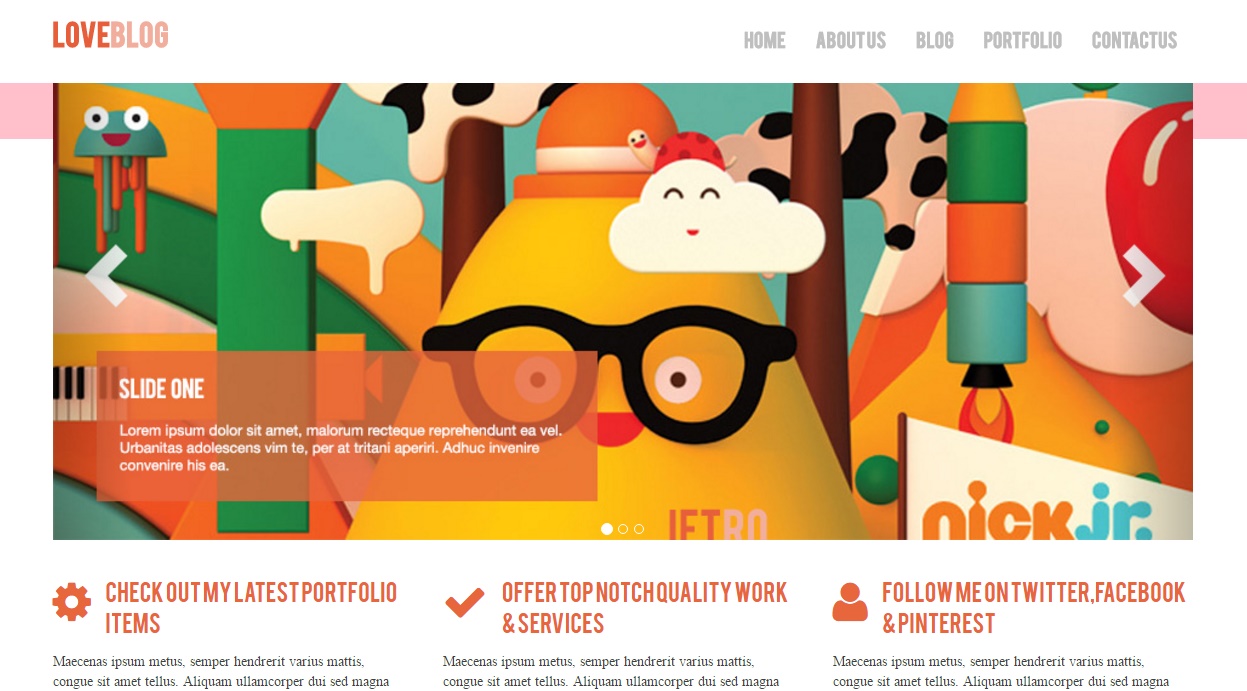 LOVEBLOG
HOME ABOUT US BLOG PORTFOLIO CONTACT US
SLIDE ONE
Lorem ipsum dolor sit amet, malorum recteque reprehendunt ea vel.
Urbanitas adolescens vim te, per at tritani aperiri. Adhuc invenire
convenire his ea.
JETRO
nick jr.
CHECK OUT MY LATEST PORTFOLIO
ITEMS
Maecenas ipsum metus, semper hendrerit varius mattis,
congue sit amet tellus. Aliquam ullamcorper dui sed magna
OFFER TOP NOTCH QUALITY WORK
& SERVICES
Maecenas ipsum metus, semper hendrerit varius mattis,
congue sit amet tellus. Aliquam ullamcorper dui sed magna
FOLLOW ME ON TWITTER,FACEBOOK
& PINTEREST
Maecenas ipsum metus, semper hendrerit varius mattis,
congue sit amet tellus. Aliquam ullamcorper dui sed magna